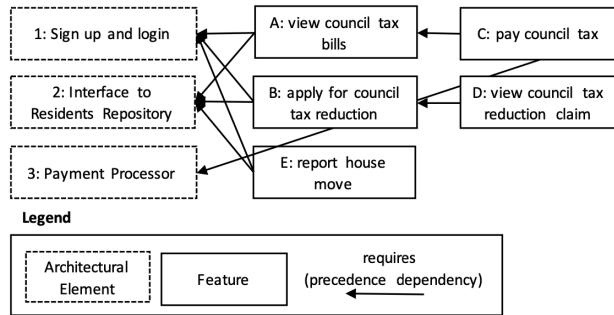 1: Sign up and login
A: view council tax
bills
C: pay council tax
2: Interface to
Residents Repository
B: apply for council
tax reduction
D: view council tax
reduction claim
3: Payment Processor
E: report house
move
Legend
Architectural
Element
Feature
requires
(precedence dependency)